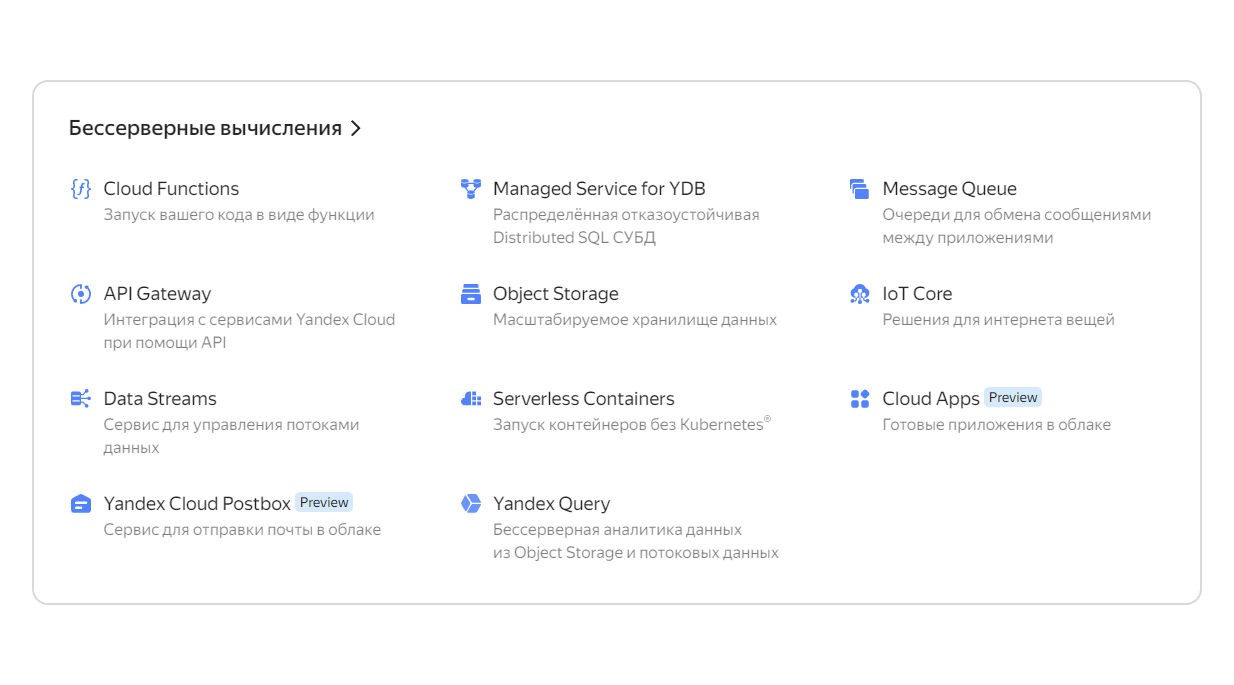 Бессерверные вычисления
Cloud Functions
Запуск вашего кода в виде функции
Managed Service for YDB
Распределённая отказоустойчивая
Distributed SQL СУБД
Message Queue
Очереди для обмена сообщениями
между приложениями
API Gateway
Интеграция с сервисами Yandex Cloud
при помощи API
Object Storage
Масштабируемое хранилище данных
IoT Core
Решения для интернета вещей
Data Streams
Сервис для управления потоками
данных
Serverless Containers
Запуск контейнеров без Kubernetes®
Cloud Apps Preview
Готовые приложения в облаке
Yandex Cloud Postbox Preview
Сервис для отправки почты в облаке
Yandex Query
Бессерверная аналитика данных
из Object Storage и потоковых данных